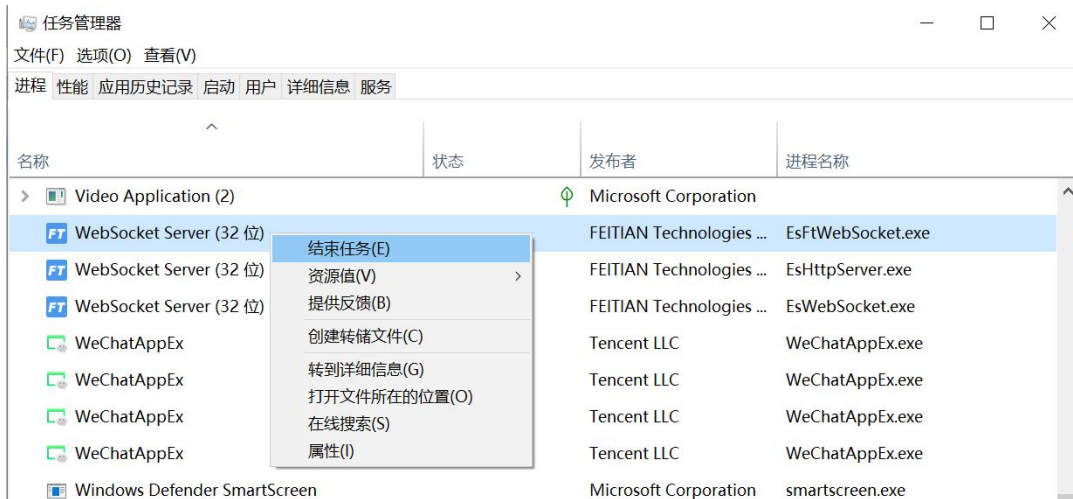 任务管理器
文件(F) 选项(O) 查看(V)
进程 性能 应用历史记录 启动 用户 详细信息 服务
名称 状态 发布者 进程名称
Video Application (2) Microsoft Corporation
FT WebSocket Server (32 位) FEITIAN Technologies ... EsFtWebSocket.exe
FT WebSocket Server (32 位) FEITIAN Technologies ... EsHttpServer.exe
FT WebSocket Server (32 位) FEITIAN Technologies ... EsWebSocket.exe
WeChatAppEx Tencent LLC WeChatAppEx.exe
WeChatAppEx Tencent LLC WeChatAppEx.exe
WeChatAppEx Tencent LLC WeChatAppEx.exe
WeChatAppEx Tencent LLC WeChatAppEx.exe
Windows Defender SmartScreen Microsoft Corporation smartscreen.exe
结束任务(E)
资源值(V)
提供反馈(B)
创建转储文件(C)
转到详细信息(G)
打开文件所在的位置(O)
在线搜索(S)
属性(I)